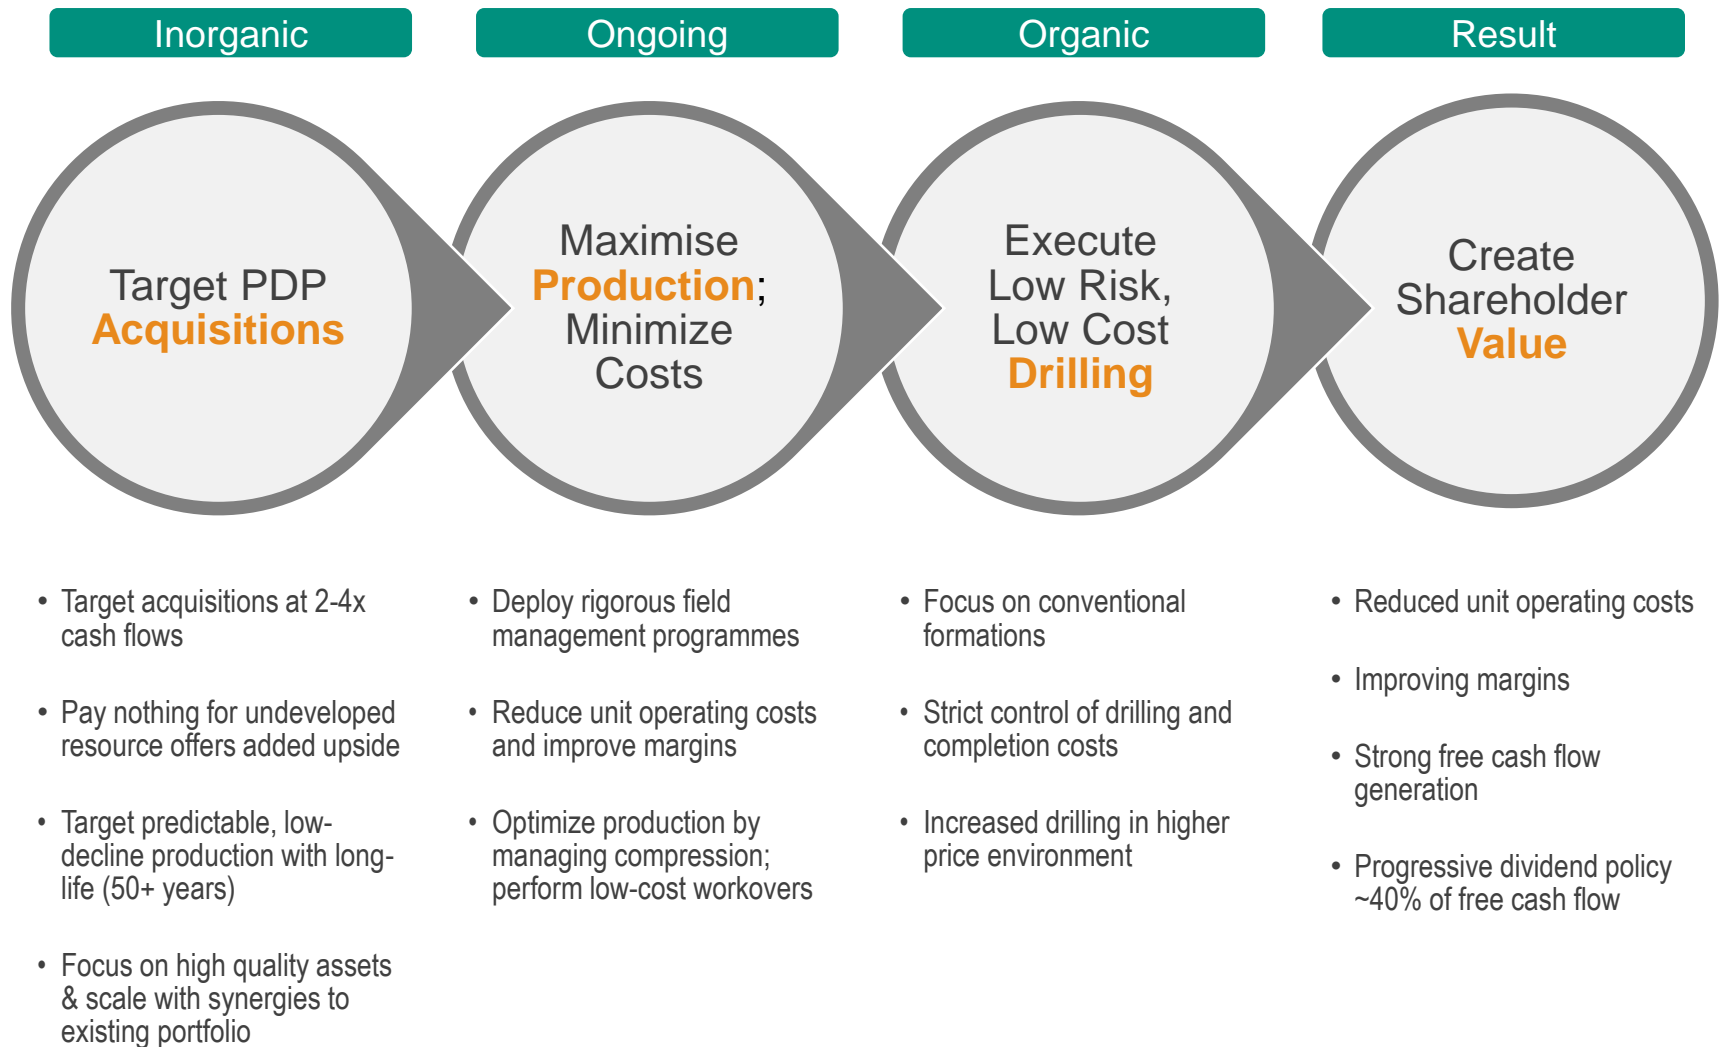 Inorganic
Ongoing
Organic
Result
Target PDP
Acquisitions
Maximise
Production;
Minimize
Costs
Execute
Low Risk,
Low Cost
Drilling
Create
Shareholder
Value
• Target acquisitions at 2-4x
cash flows
• Pay nothing for undeveloped
resource offers added upside
• Target predictable, low-
decline production with long-
life (50+ years)
• Focus on high quality assets
& scale with synergies to
existing portfolio
• Deploy rigorous field
management programmes
• Reduce unit operating costs
and improve margins
• Optimize production by
managing compression;
perform low-cost workovers
• Focus on conventional
formations
• Strict control of drilling and
completion costs
• Increased drilling in higher
price environment
• Reduced unit operating costs
• Improving margins
• Strong free cash flow
generation
• Progressive dividend policy
~40% of free cash flow